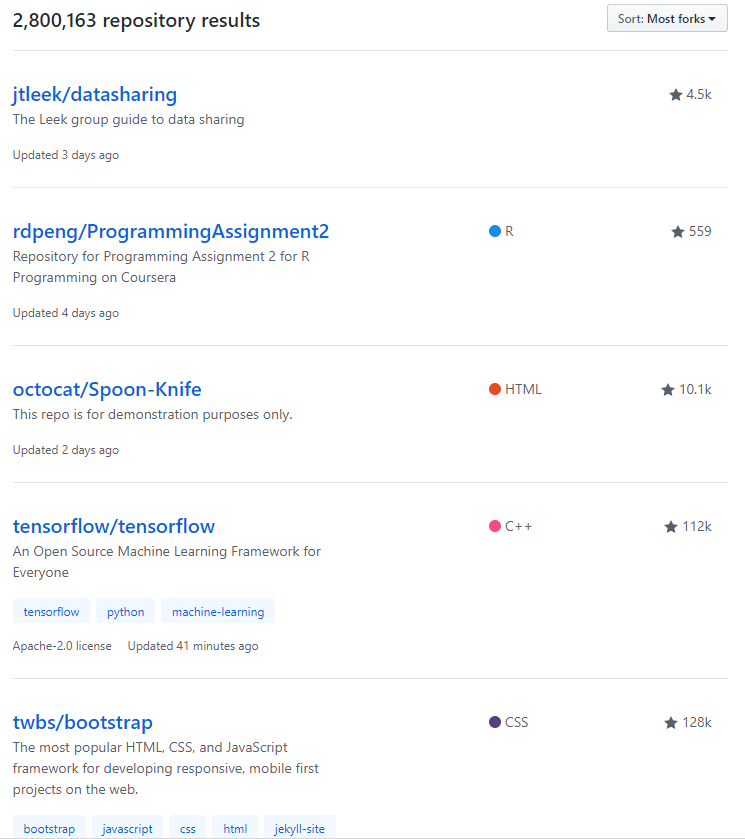 2,800,163 repository results
Sort: Most forks
jtleek/datasharing
4.5k
The Leek group guide to data sharing
Updated 3 days ago
rdpeng/ProgrammingAssignment2
R
559
Repository for Programming Assignment 2 for R
Programming on Coursera
Updated 4 days ago
octocat/Spoon-Knife
HTML
10.1k
This repo is for demonstration purposes only.
Updated 2 days ago
tensorflow/tensorflow
C++
112k
An Open Source Machine Learning Framework for
Everyone
tensorflow python machine-learning
Apache-2.0 license Updated 41 minutes ago
twbs/bootstrap
CSS
128k
The most popular HTML, CSS, and JavaScript
framework for developing responsive, mobile first
projects on the web.
bootstrap javascript css html jekyll-site